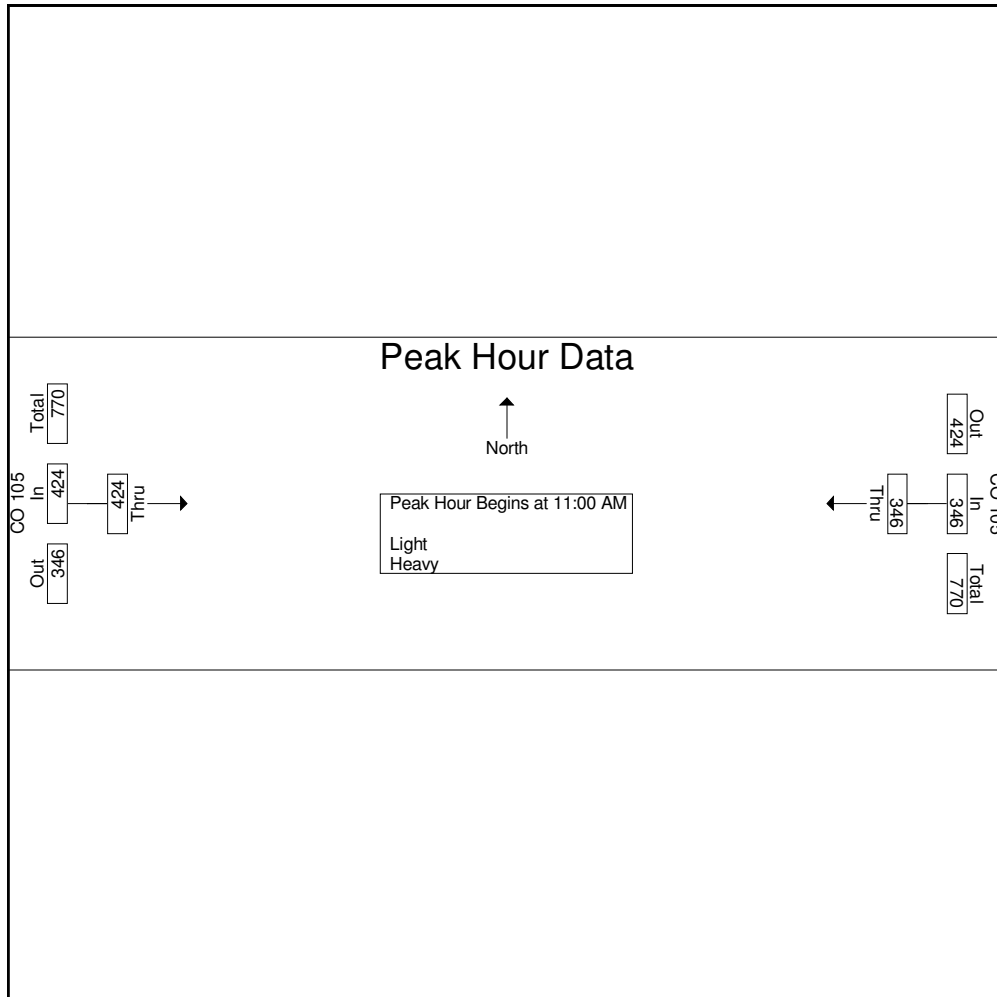 Peak Hour Data
North
Peak Hour Begins at 11:00 AM
Light
Heavy
CO 105
Total
770
In
424
Out
346
424
Thru
Out
424
In
346
Total
770
346
Thru